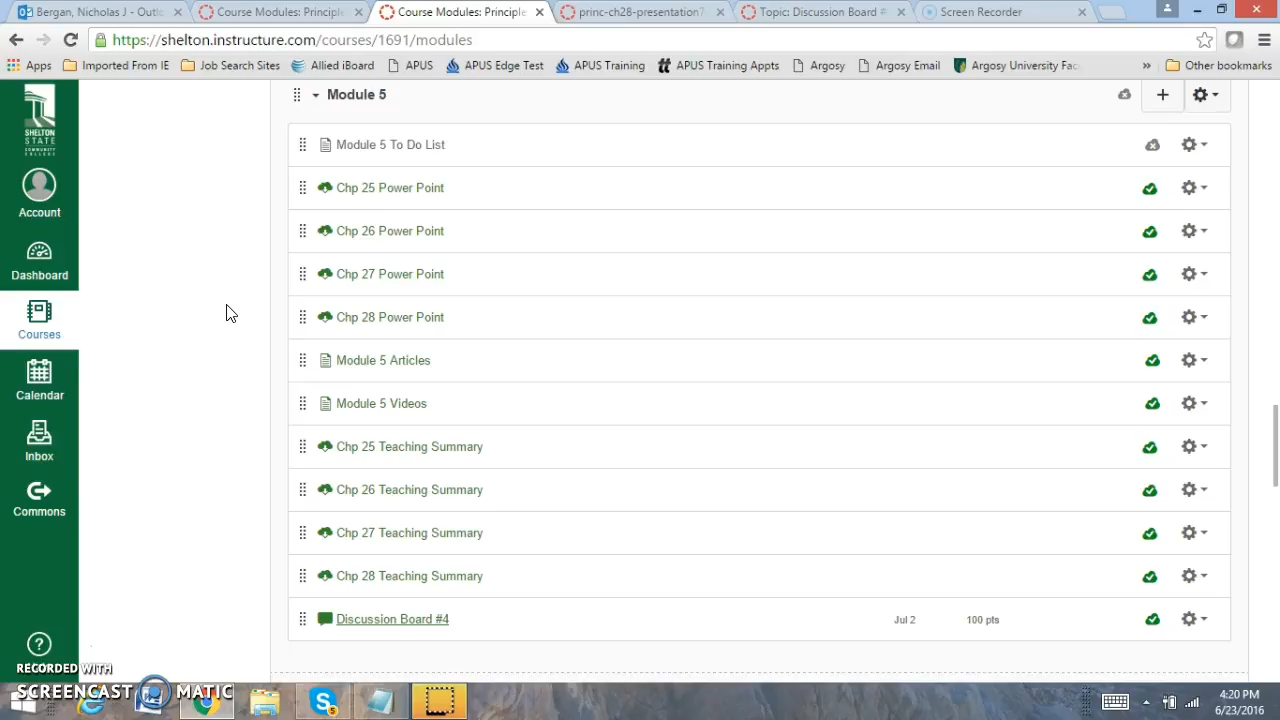 Bergan, Nicholas J - Outlo
Course Modules: Principle
Course Modules: Principle
princ-ch28-presentation7
Topic: Discussion Board #
Screen Recorder
https://shelton.instructure.com/courses/1691/modules
Apps
Imported From IE
Job Search Sites
Allied iBoard
APUS
APUS Edge Test
APUS Training
APUS Training Appts
Argosy
Argosy Email
Argosy University Fac
»
Other bookmarks
SHELTON
STATE
COMMUNITY
COLLEGE
Account
Dashboard
Courses
Calendar
Inbox
Commons
Module 5
Module 5 To Do List
Chp 25 Power Point
Chp 26 Power Point
Chp 27 Power Point
Chp 28 Power Point
Module 5 Articles
Module 5 Videos
Chp 25 Teaching Summary
Chp 26 Teaching Summary
Chp 27 Teaching Summary
Chp 28 Teaching Summary
Discussion Board #4 Jul 2 100 pts
RECORDED WITH
SCREENCAST MATIC
5
4:20 PM
6/23/2016